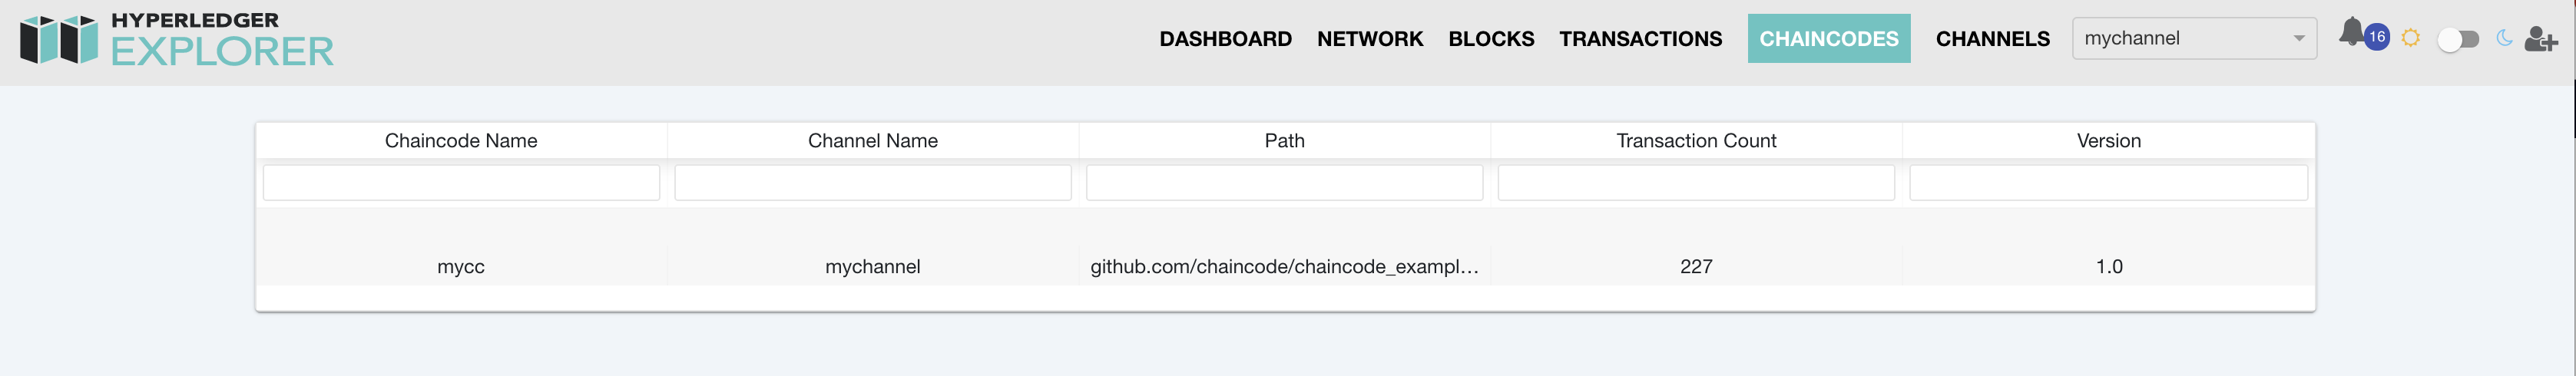 HYPERLEDGER
EXPLORER
DASHBOARD NETWORK BLOCKS TRANSACTIONS CHAINCODES CHANNELS mychannel 16
Chaincode Name Channel Name Path Transaction Count Version
mycc mychannel github.com/chaincode/chaincode_exampl... 227 1.0